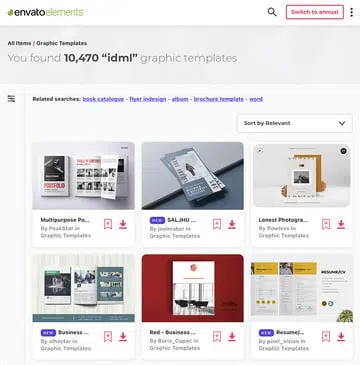 envatoelements
Switch to annual
All Items / Graphic Templates
You found 10,470 “idml” graphic templates
Related searches: book catalogue - flyer indesign - album - brochure template - word
Sort by Relevant
PORTFOLIO
Multipurpose Po...
By PeakStar in
Graphic Templates
NEW SALJHU ...
By joelmaker in
Graphic Templates
Lonest Photogra...
By flowless in
Graphic Templates
RESUME/CV
NEW Business ...
By alhaytar in
Graphic Templates
Red - Business ...
By Boris_Cupac in
Graphic Templates
NEW Resume/...
By pixel_vision in
Graphic Templates